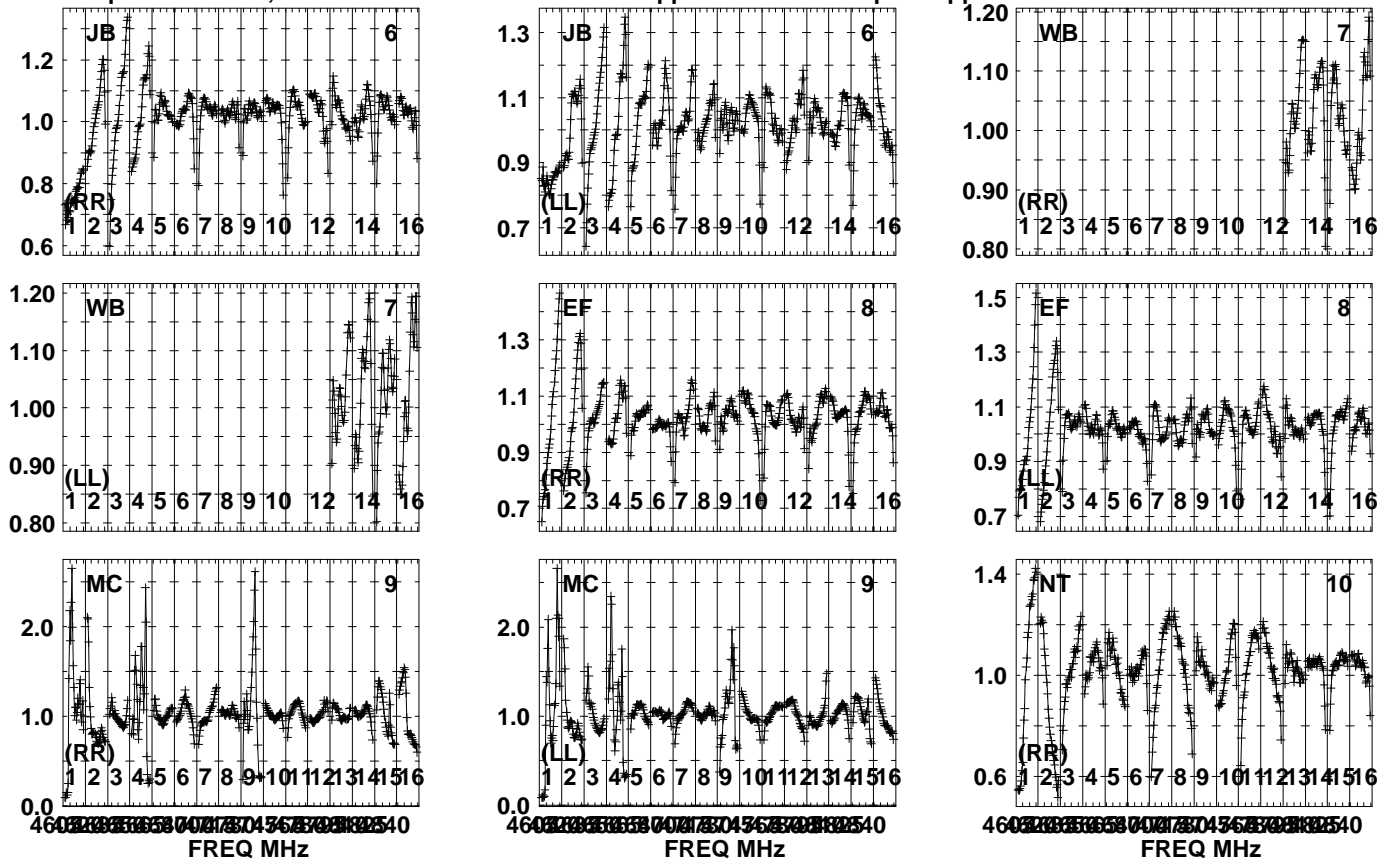 JB 6
1.2
1.0
0.8
0.6
(RR)
1 2 3 4 5 6 7 8 9 10 12 14 16
JB 6
1.3
1.1
0.9
0.7
(LL)
1 2 3 4 5 6 7 8 9 10 12 14 16
WB 7
1.20
1.10
1.00
0.90
0.80
(RR)
1 2 3 4 5 6 7 8 9 10 12 14 16
WB 7
1.20
1.10
1.00
0.90
0.80
(LL)
1 2 3 4 5 6 7 8 9 10 12 14 16
EF 8
1.3
1.1
0.9
0.7
(RR)
1 2 3 4 5 6 7 8 9 10 12 14 16
EF 8
1.5
1.3
1.1
0.9
0.7
(LL)
1 2 3 4 5 6 7 8 9 10 12 14 16
MC 9
2.0
1.0
0.0
(RR)
1 2 3 4 5 6 7 8 9 10 11 12 13 14 15 16
FREQ MHz
MC 9
2.0
1.0
0.0
(LL)
1 2 3 4 5 6 7 8 9 10 11 12 13 14 15 16
FREQ MHz
NT 10
1.4
1.0
0.6
(RR)
1 2 3 4 5 6 7 8 9 10 11 12 13 14 15 16
FREQ MHz